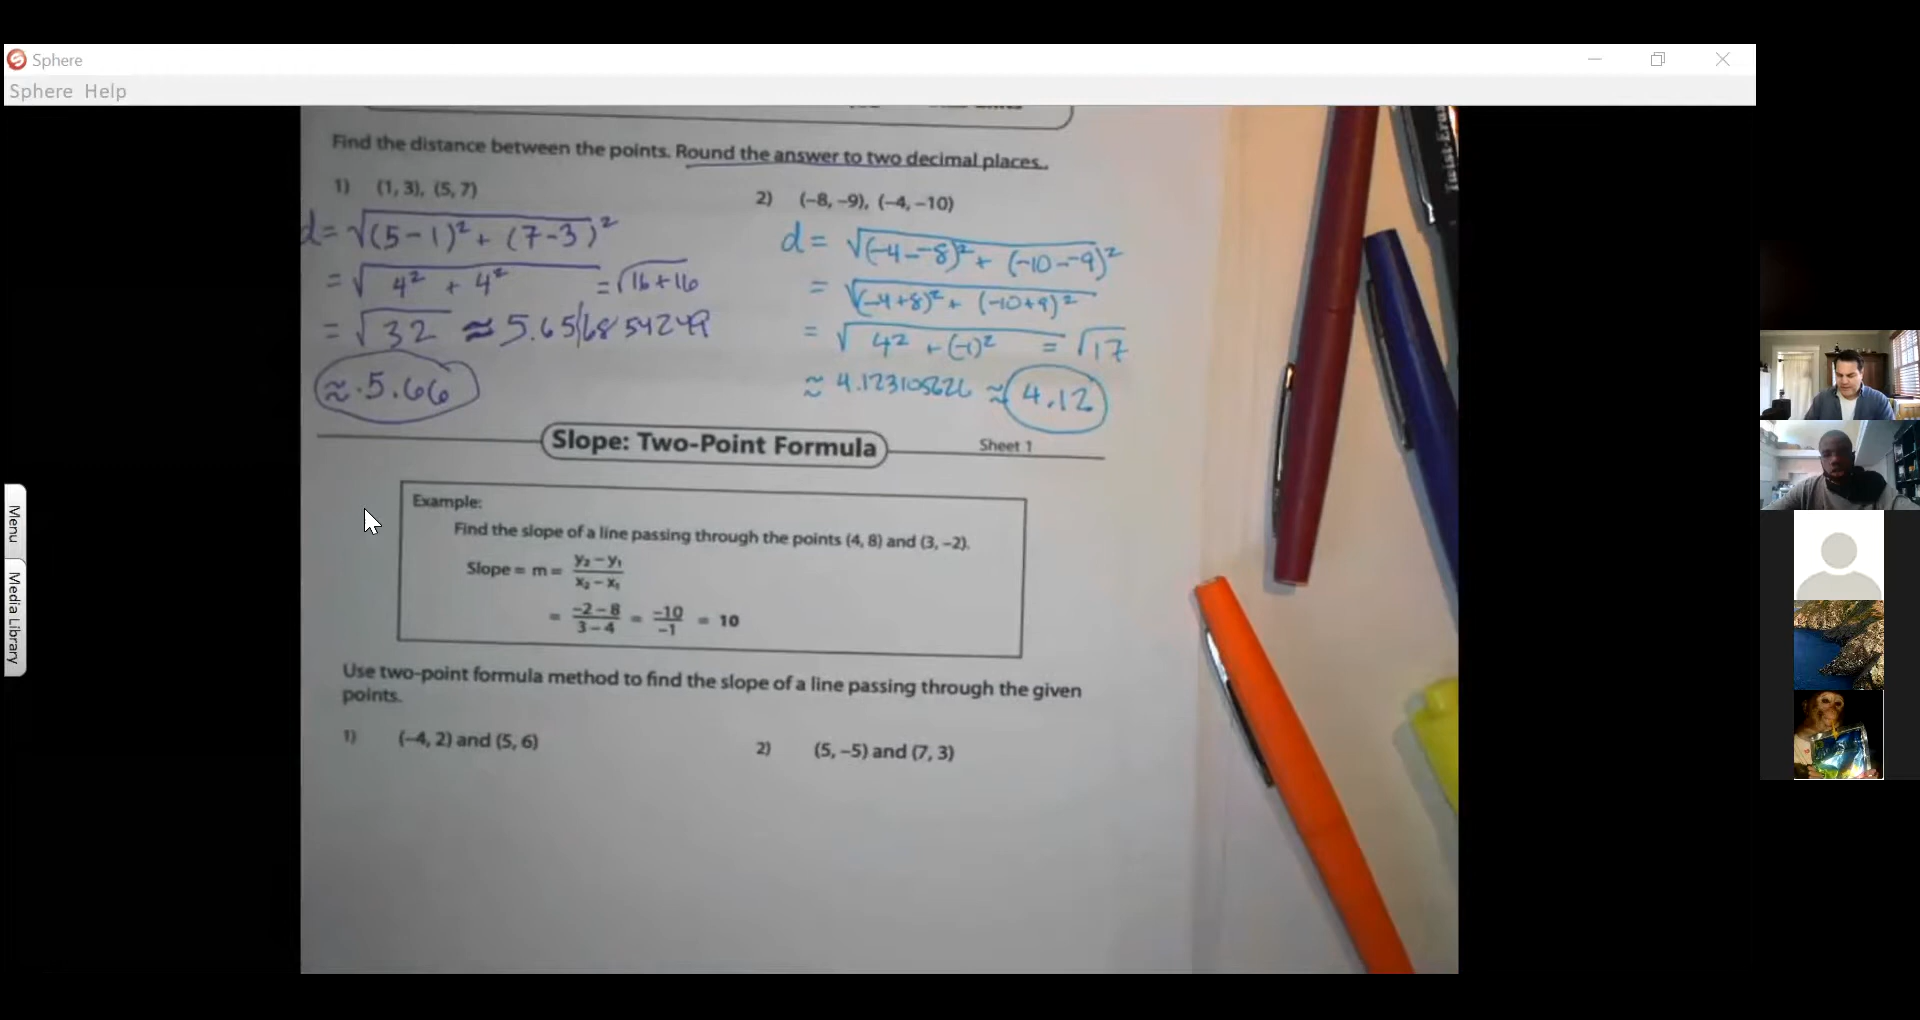 Sphere
Sphere Help
Find the distance between the points. Round the answer to two decimal places..
1) (1, 3), (5, 7)
2) (–8, –9), (–4, –10)
d = √(5-1)² + (7-3)²
= √4² + 4² = √16+16
= √32 ≈ 5.656854249
≈ 5.66
d = √(-4--8)² + (-10--9)²
= √(-4+8)² + (-10+9)²
= √4² + (-1)² = √17
≈ 4.123105626 ≈ 4.12
Slope: Two-Point Formula
Sheet 1
Example:
Find the slope of a line passing through the points (4, 8) and (3, –2).
Slope = m = y₂ – y₁ / x₂ – x₁
= –2 – 8 / 3 – 4 = –10 / –1 = 10
Use two-point formula method to find the slope of a line passing through the given
points.
1) (–4, 2) and (5, 6)
2) (5, –5) and (7, 3)
Menu
Media Library